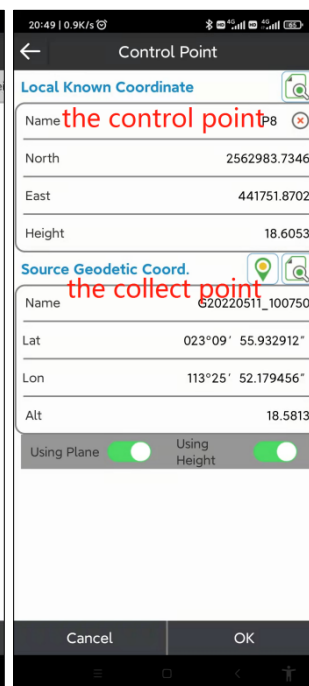 20:49 | 0.9K/s
Control Point
Local Known Coordinate
Name the control point P8
North 2562983.7346
East 441751.8702
Height 18.6053
Source Geodetic Coord.
the collect point
Name G20220511_100750
Lat 023°09′ 55.932912″
Lon 113°25′ 52.179456″
Alt 18.5813
Using Plane Using Height
Cancel OK